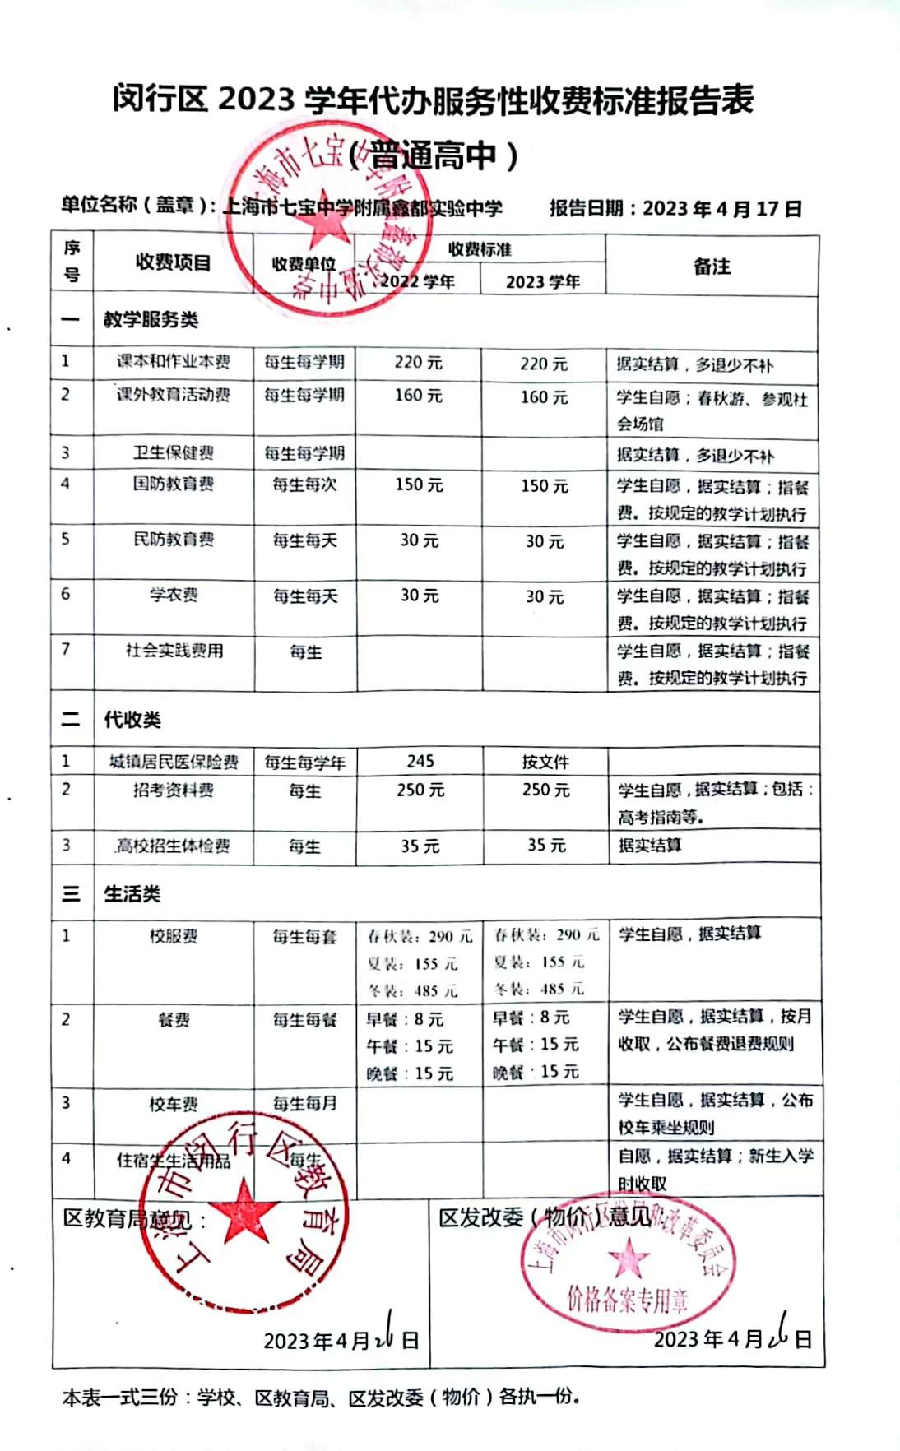 闵行区 2023 学年代办服务性收费标准报告表
（普通高中）
单位名称（盖章）：上海市七宝中学附属鑫都实验中学 报告日期：2023 年 4 月 17 日
序号 收费项目 收费单位 收费标准 备注
2022 学年 2023 学年
一 教学服务类
1 课本和作业本费 每生每学期 220 元 220 元 据实结算，多退少不补
2 课外教育活动费 每生每学期 160 元 160 元 学生自愿；春秋游、参观社
会场馆
3 卫生保健费 每生每学期 据实结算，多退少不补
4 国防教育费 每生每次 150 元 150 元 学生自愿，据实结算；指餐
费。按规定的教学计划执行
5 民防教育费 每生每天 30 元 30 元 学生自愿，据实结算；指餐
费。按规定的教学计划执行
6 学农费 每生每天 30 元 30 元 学生自愿，据实结算；指餐
费。按规定的教学计划执行
7 社会实践费用 每生 学生自愿，据实结算；指餐
费。按规定的教学计划执行
二 代收类
1 城镇居民医保险费 每生每学年 245 按文件
2 招考资料费 每生 250 元 250 元 学生自愿，据实结算；包括：
高考指南等。
3 高校招生体检费 每生 35 元 35 元 据实结算
三 生活类
1 校服费 每生每套 春秋装：290 元 春秋装：290 元 学生自愿，据实结算
夏装：155 元 夏装：155 元
冬装：485 元 冬装：485 元
2 餐费 每生每餐 早餐：8 元 早餐：8 元 学生自愿，据实结算，按月
午餐：15 元 午餐：15 元 收取，公布餐费退费规则
晚餐：15 元 晚餐：15 元
3 校车费 每生每月 学生自愿，据实结算，公布
校车乘坐规则
4 住宿生生活用品 每生 自愿，据实结算；新生入学
时收取
区教育局意见： 区发改委（物价）意见：
上海市闵行区教育局
上海市闵行区发展和改革委员会
价格备案专用章
2023 年 4 月 26 日 2023 年 4 月 26 日
本表一式三份：学校、区教育局、区发改委（物价）各执一份。
上海市七宝中学附属鑫都实验中学